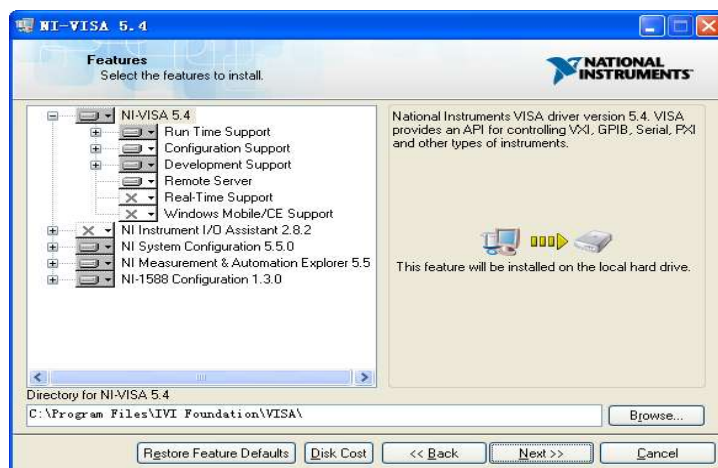 NI-VISA 5.4
Features
Select the features to install.
NATIONAL
INSTRUMENTS
NI-VISA 5.4
Run Time Support
Configuration Support
Development Support
Remote Server
Real-Time Support
Windows Mobile/CE Support
NI Instrument I/O Assistant 2.8.2
NI System Configuration 5.5.0
NI Measurement & Automation Explorer 5.5
NI-1588 Configuration 1.3.0
National Instruments VISA driver version 5.4. VISA
provides an API for controlling VXI, GPIB, Serial, PXI
and other types of instruments.
This feature will be installed on the local hard drive.
Directory for NI-VISA 5.4
C:\Program Files\IVI Foundation\VISA\
Browse...
Restore Feature Defaults
Disk Cost
<< Back
Next >>
Cancel